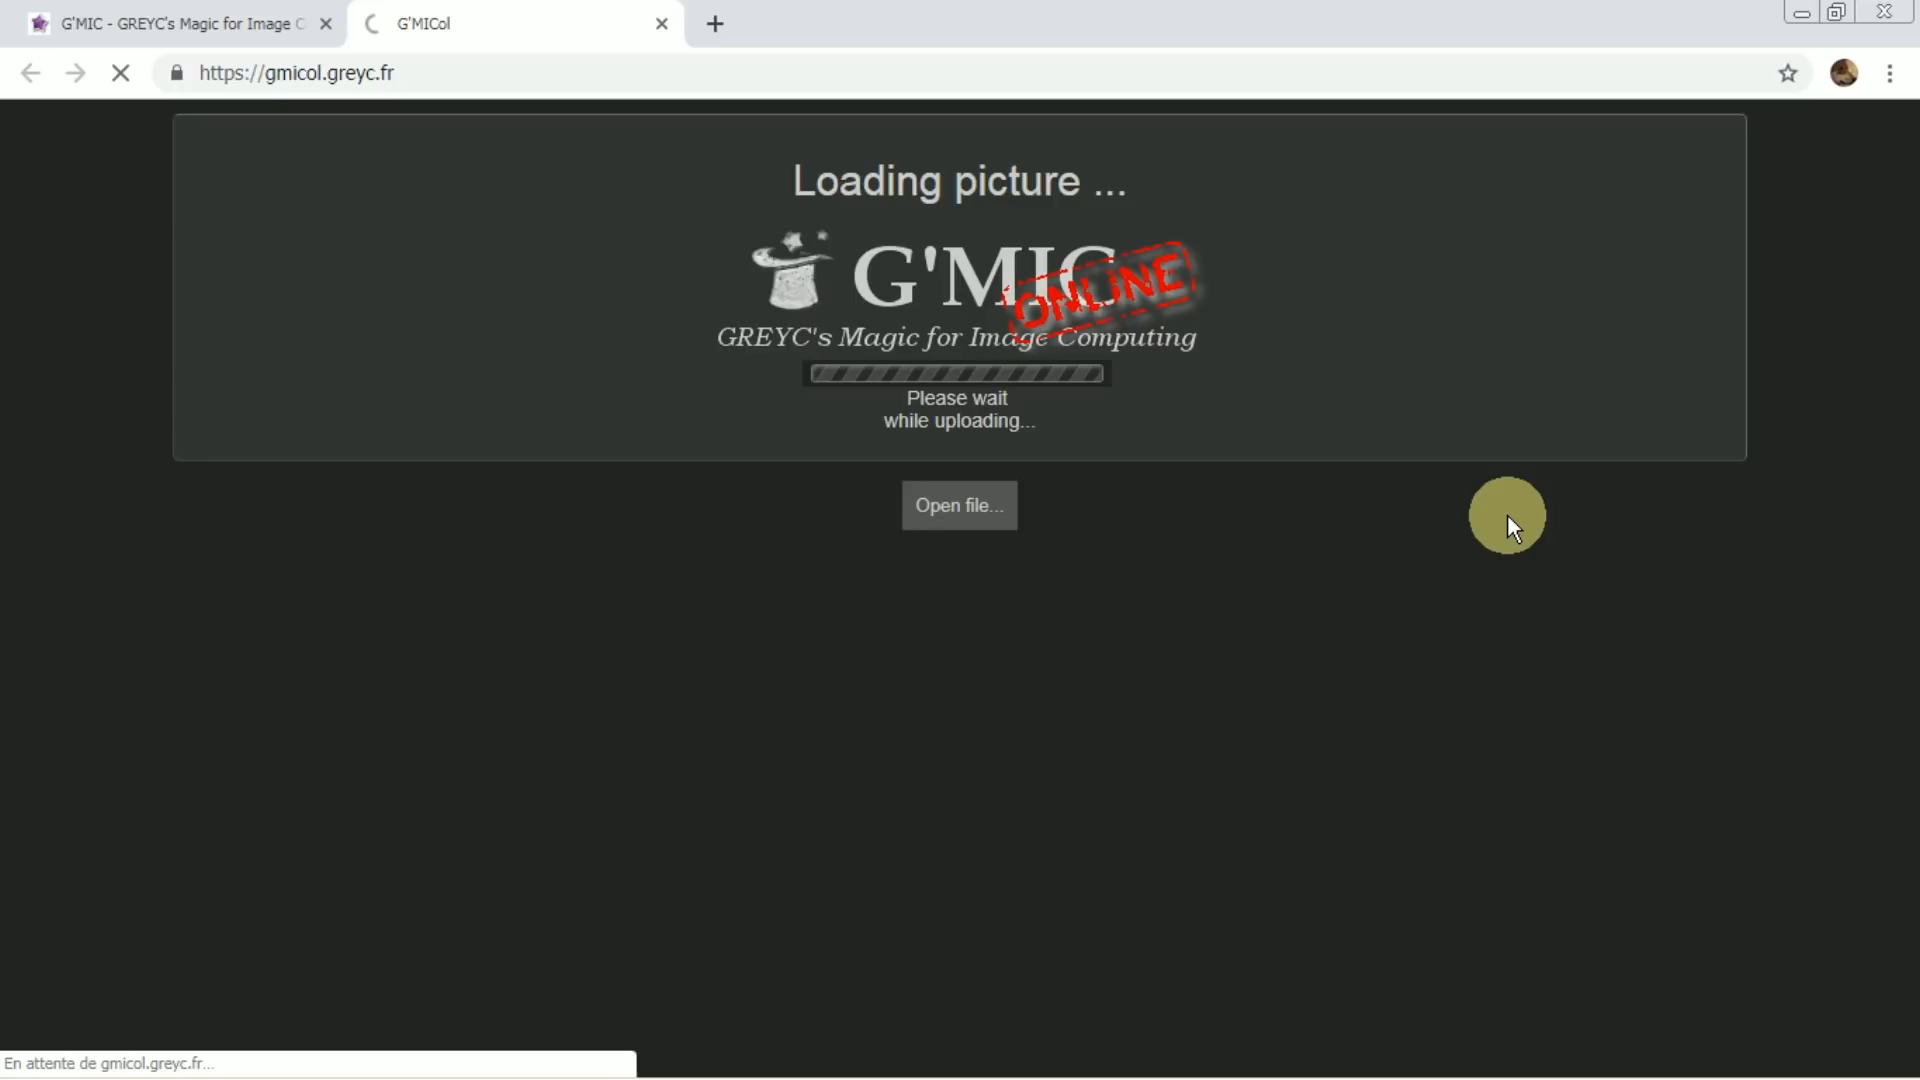 G'MIC - GREYC's Magic for Image C
G'MICol
https://gmicol.greyc.fr
Loading picture ...
G'MIC
ONLINE
GREYC's Magic for Image Computing
Please wait
while uploading...
Open file...
En attente de gmicol.greyc.fr...